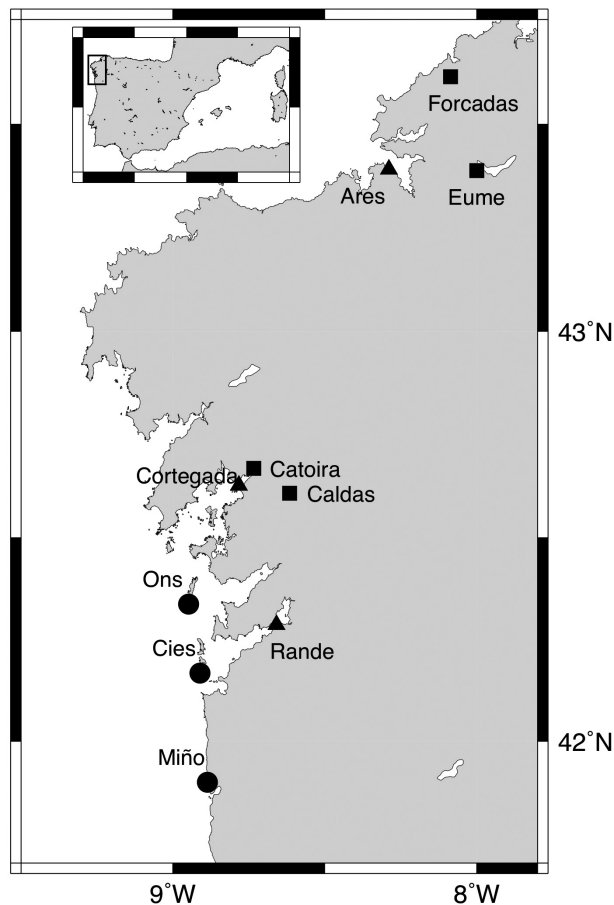 Forcadas
Ares
Eume
43°N
Cortegada
Catoira
Caldas
Ons
Cies
Rande
42°N
Miño
9°W
8°W